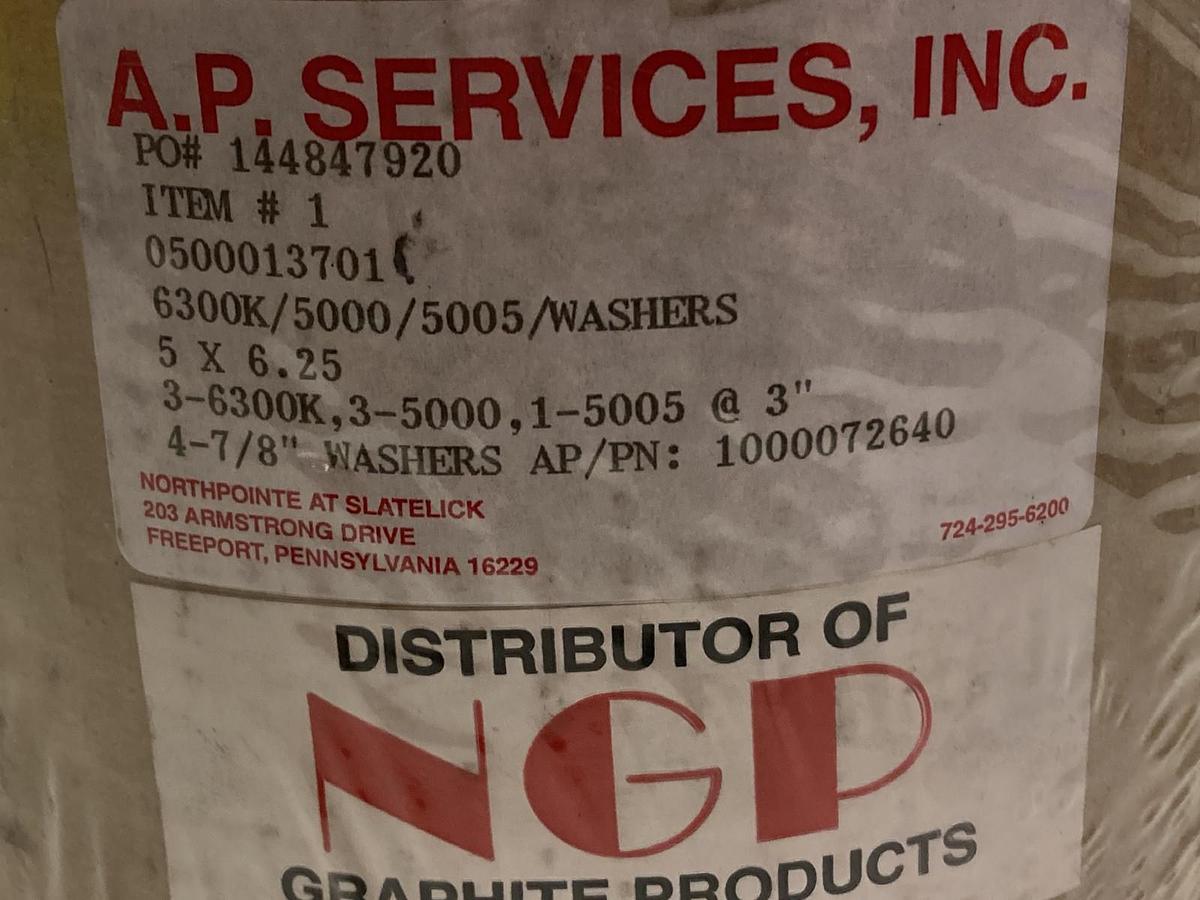 A.P. SERVICES, INC.
PO# 144847920
ITEM # 1
0500013701
6300K/5000/5005/WASHERS
5 X 6.25
3-6300K,3-5000,1-5005 @ 3"
4-7/8" WASHERS AP/PN: 1000072640
NORTHPOINTE AT SLATELICK
203 ARMSTRONG DRIVE
FREEPORT, PENNSYLVANIA 16229
724-295-6200
DISTRIBUTOR OF
NGP
GRAPHITE PRODUCTS